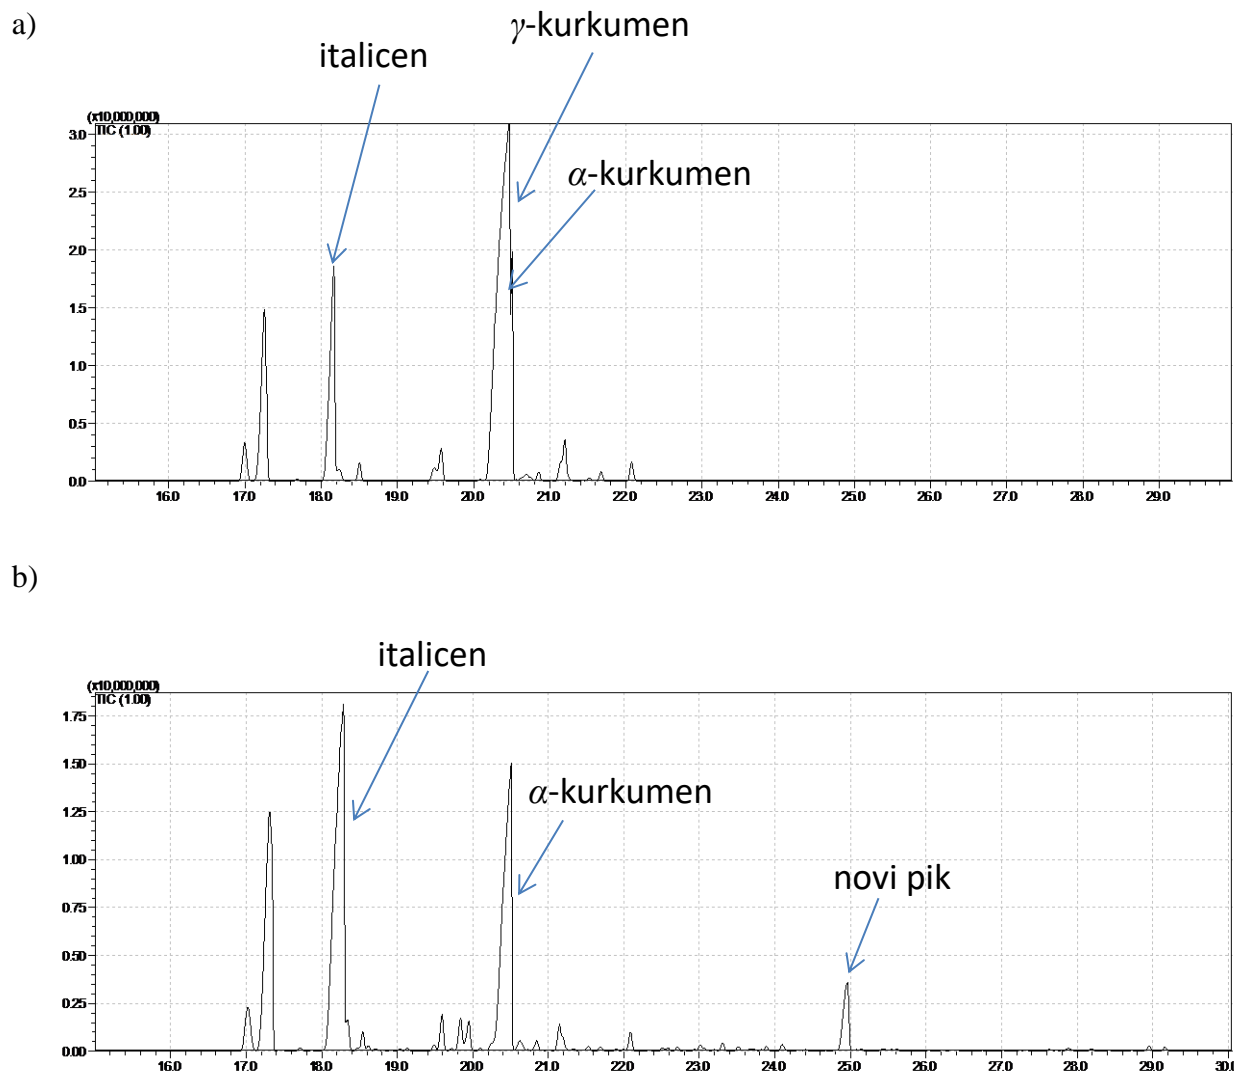 a)
γ-kurkumen
italicen
(x10,000,000)
TIC (1.00)
3.0
α-kurkumen
2.5
2.0
1.5
1.0
0.5
0.0
16.0 17.0 18.0 19.0 20.0 21.0 22.0 23.0 24.0 25.0 26.0 27.0 28.0 29.0
b)
italicen
(x10,000,000)
TIC (1.00)
1.75
1.50
α-kurkumen
1.25
1.00
novi pik
0.75
0.50
0.25
0.00
16.0 17.0 18.0 19.0 20.0 21.0 22.0 23.0 24.0 25.0 26.0 27.0 28.0 29.0 30.0